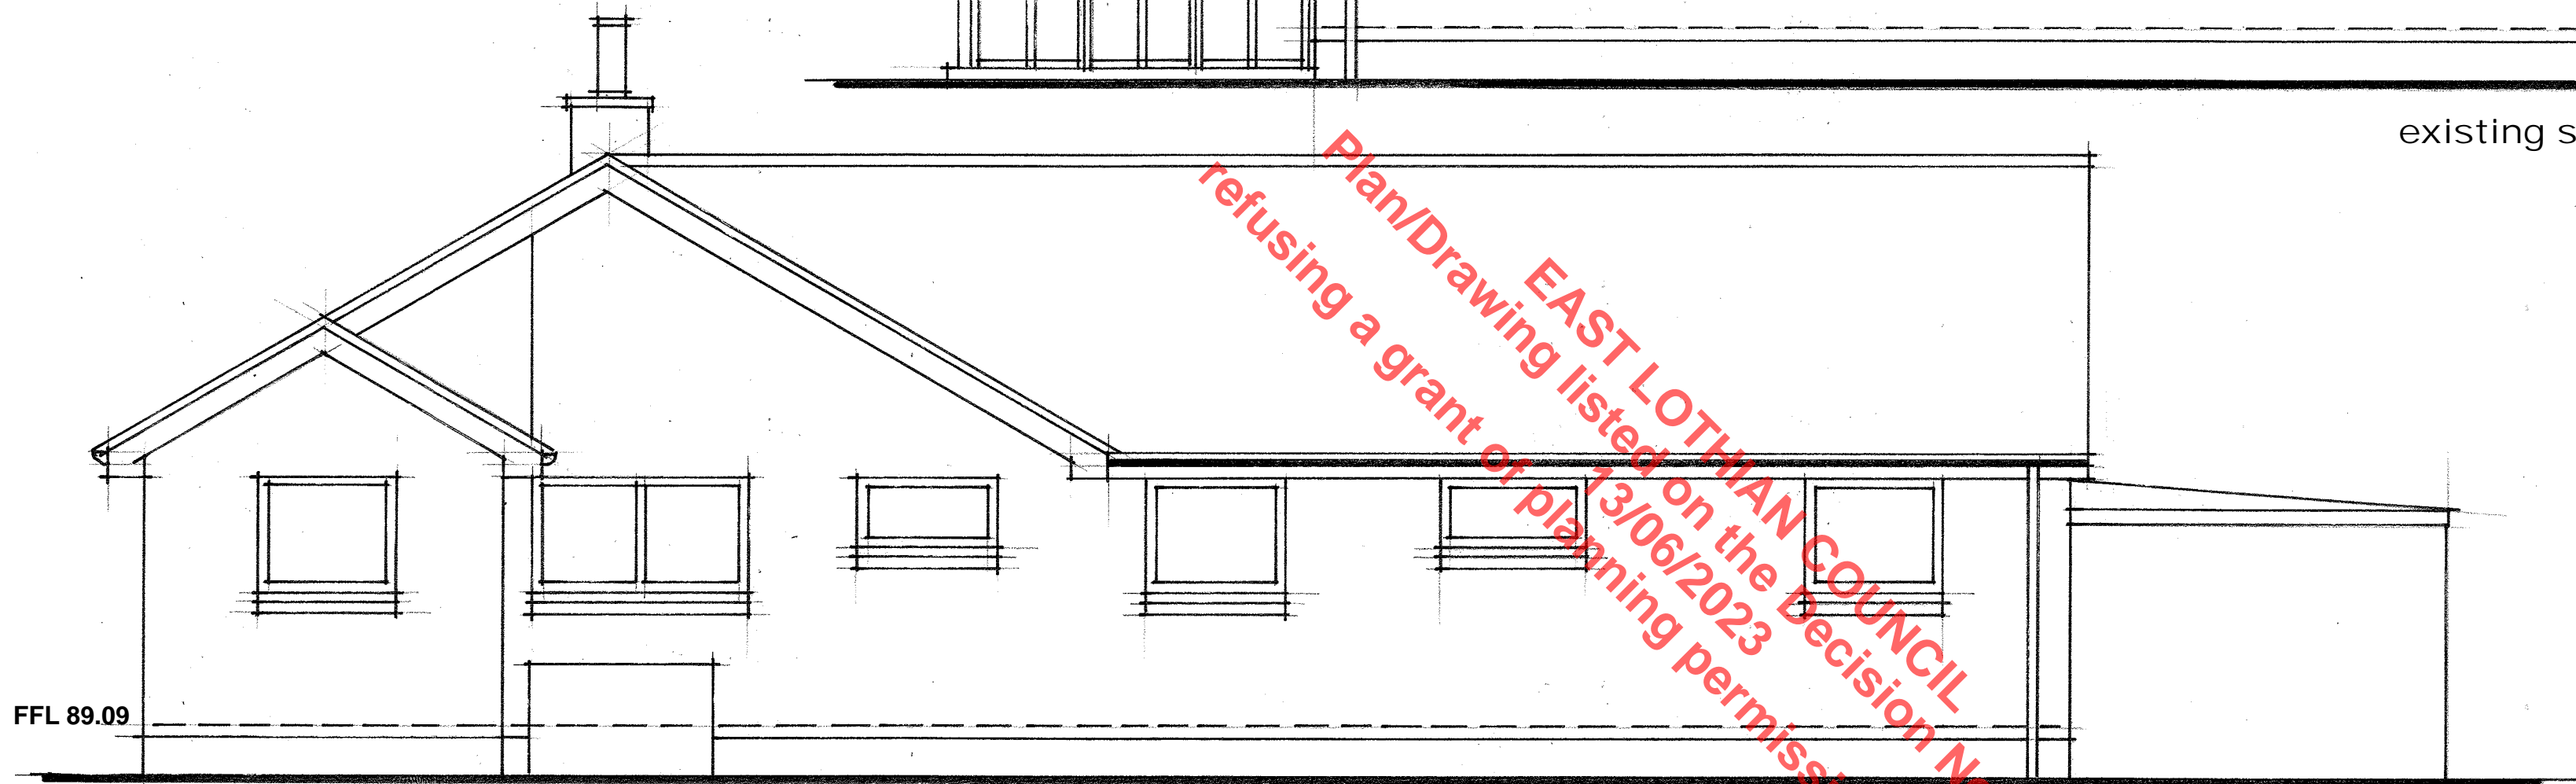 existing s
EAST LOTHIAN COUNCIL
Plan/Drawing listed on the Decision
13/06/2023
refusing a grant of planning
FFL 89.09